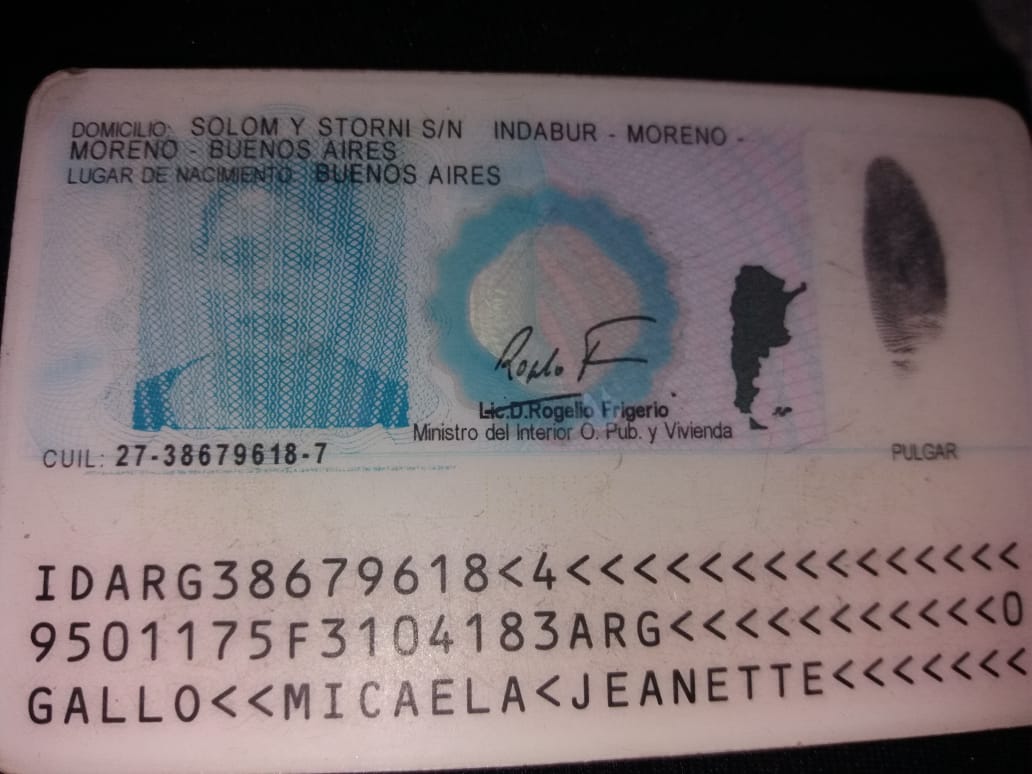 DOMICILIO: SOLOM Y STORNI S/N INDABUR - MORENO -
MORENO - BUENOS AIRES
LUGAR DE NACIMIENTO: BUENOS AIRES
Lic.D.Rogelio Frigerio
Ministro del Interior O. Pub. y Vivienda
CUIL: 27-38679618-7
PULGAR
IDARG38679618<4<<<<<<<<<<<<<<<
9501175F3104183ARG<<<<<<<<<<<0
GALLO<<MICAELA<JEANETTE<<<<<<<